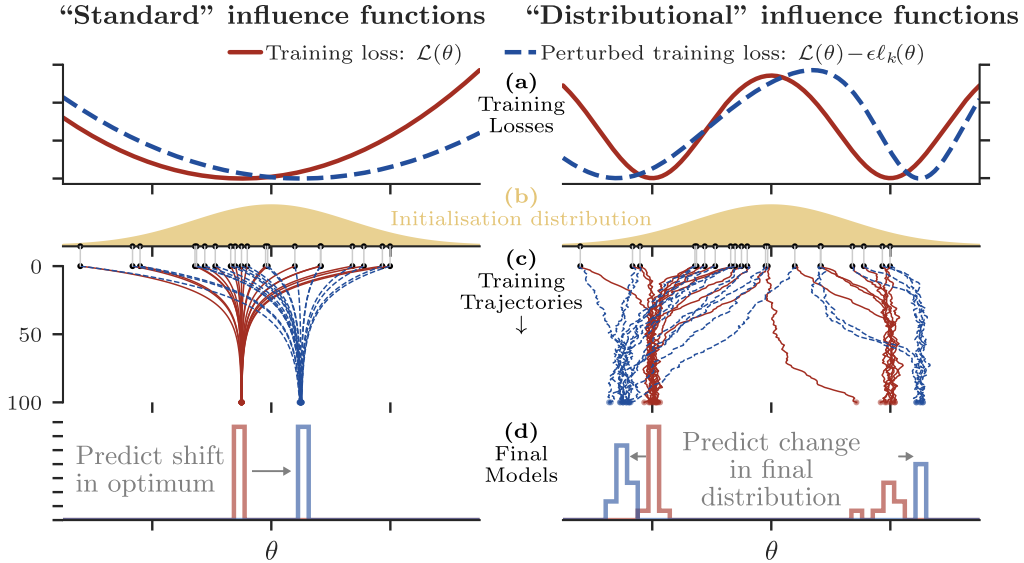 “Standard” influence functions
“Distributional” influence functions
Training loss: ℒ(θ)
Perturbed training loss: ℒ(θ)−ϵℓₖ(θ)
(a)
Training
Losses
(b)
Initialisation distribution
(c)
Training
Trajectories
↓
0
50
100
(d)
Final
Models
Predict shift
in optimum
Predict change
in final
distribution
θ
θ